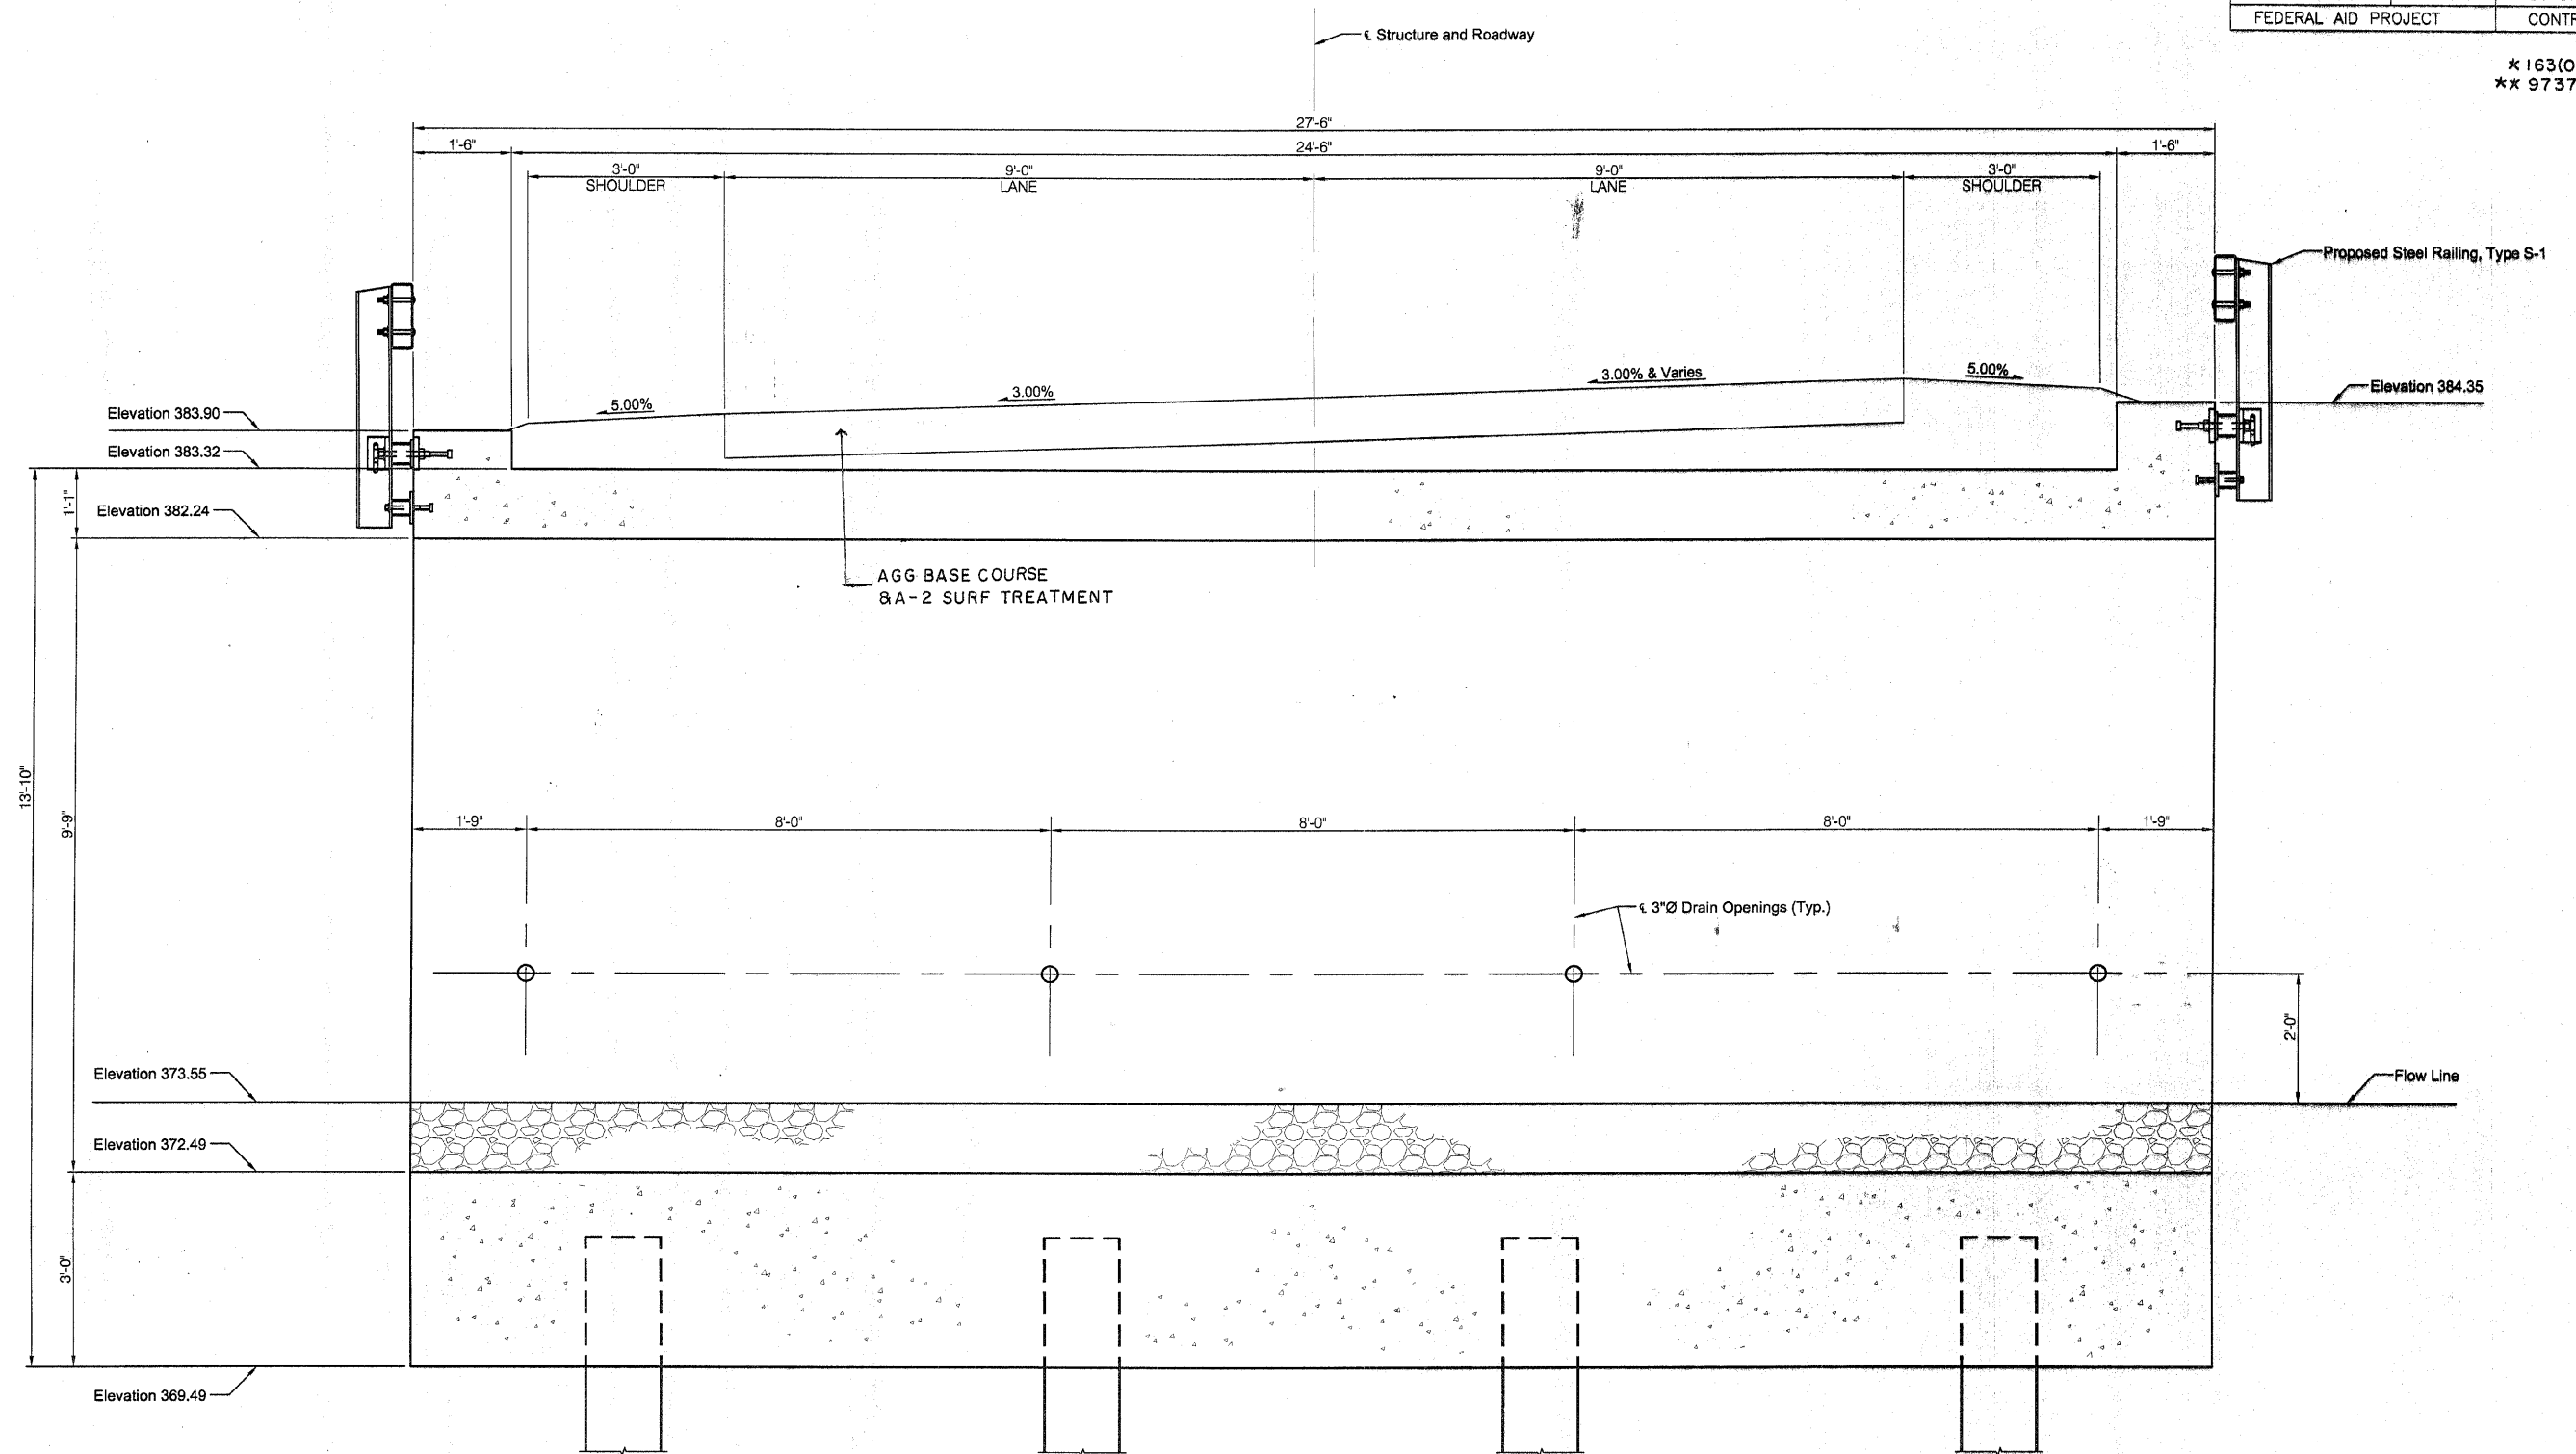 FEDERAL AID PROJECT
℄ Structure and Roadway
** 9737
27'-6"
1'-6"
24'-6"
1'-6"
3'-0"
SHOULDER
9'-0"
LANE
9'-0"
LANE
3'-0"
SHOULDER
Proposed Steel Railing, Type S-1
5.00%
3.00%
3.00% & Varies
5.00%
Elevation 384.35
Elevation 383.90
Elevation 383.32
1'-1"
Elevation 382.24
AGG BASE COURSE
&A-2 SURF TREATMENT
13'-10"
9'-9"
1'-9"
8'-0"
8'-0"
8'-0"
1'-9"
℄ 3"Ø Drain Openings (Typ.)
2'-0"
Elevation 373.55
Flow Line
Elevation 372.49
3'-0"
Elevation 369.49